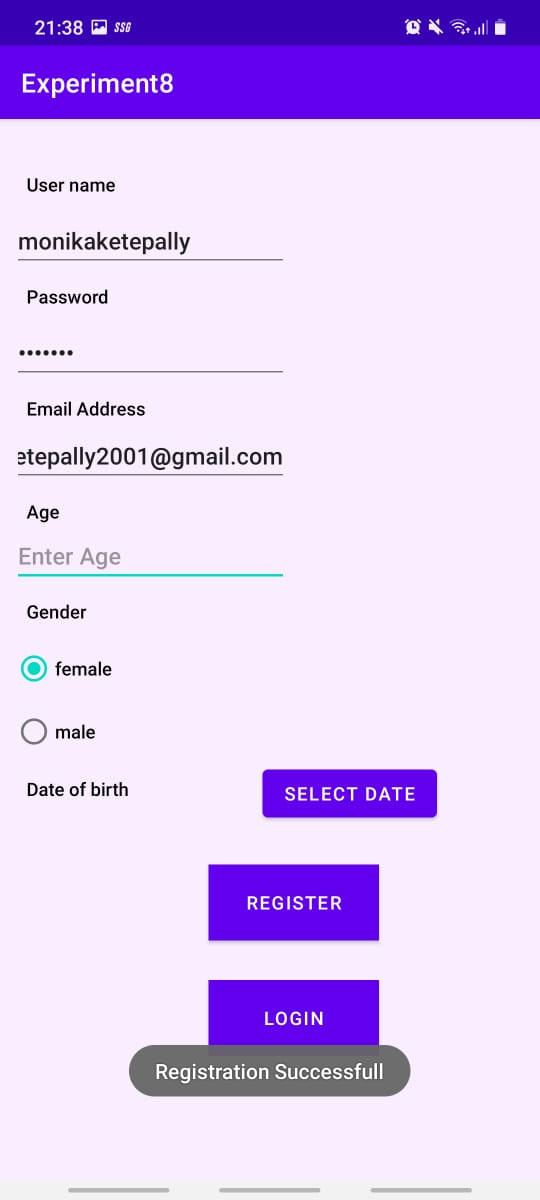 21:38 SSG
Experiment8
User name
monikaketepally
Password
•••••••
Email Address
etepally2001@gmail.com
Age
Enter Age
Gender
female
male
Date of birth
SELECT DATE
REGISTER
LOGIN
Registration Successfull